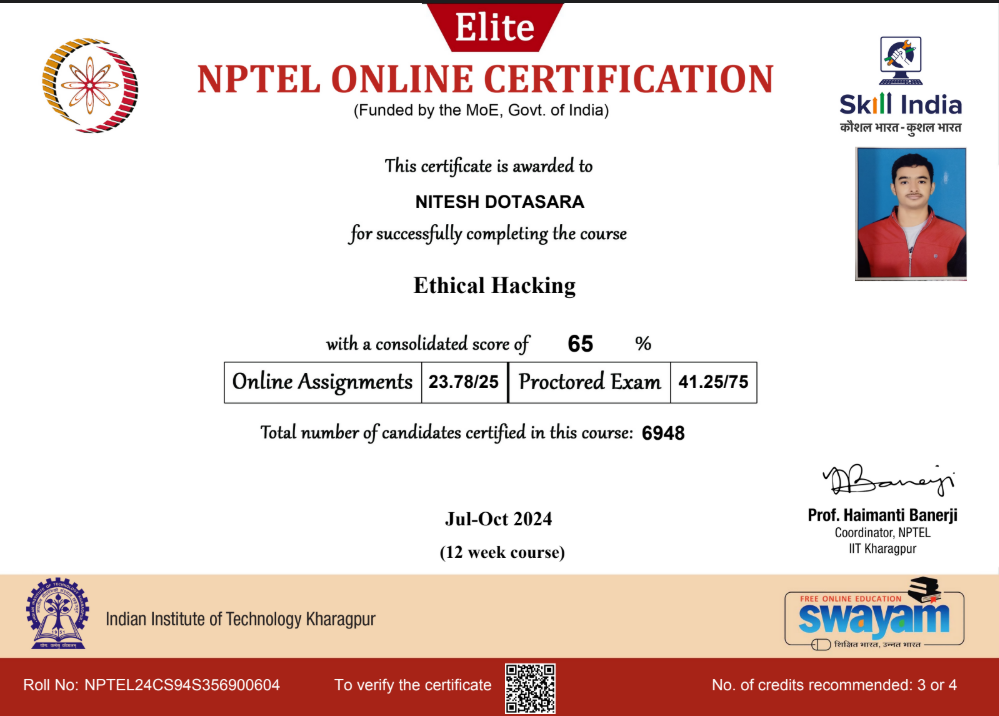 Elite
NPTEL ONLINE CERTIFICATION
(Funded by the MoE, Govt. of India)
Skill India
कौशल भारत - कुशल भारत
This certificate is awarded to
NITESH DOTASARA
for successfully completing the course
Ethical Hacking
with a consolidated score of 65 %
Online Assignments 23.78/25 Proctored Exam 41.25/75
Total number of candidates certified in this course: 6948
Jul-Oct 2024
(12 week course)
Prof. Haimanti Banerji
Coordinator, NPTEL
IIT Kharagpur
Indian Institute of Technology Kharagpur
FREE ONLINE EDUCATION
swayam
शिक्षित भारत, उन्नत भारत
Roll No: NPTEL24CS94S356900604
To verify the certificate
No. of credits recommended: 3 or 4